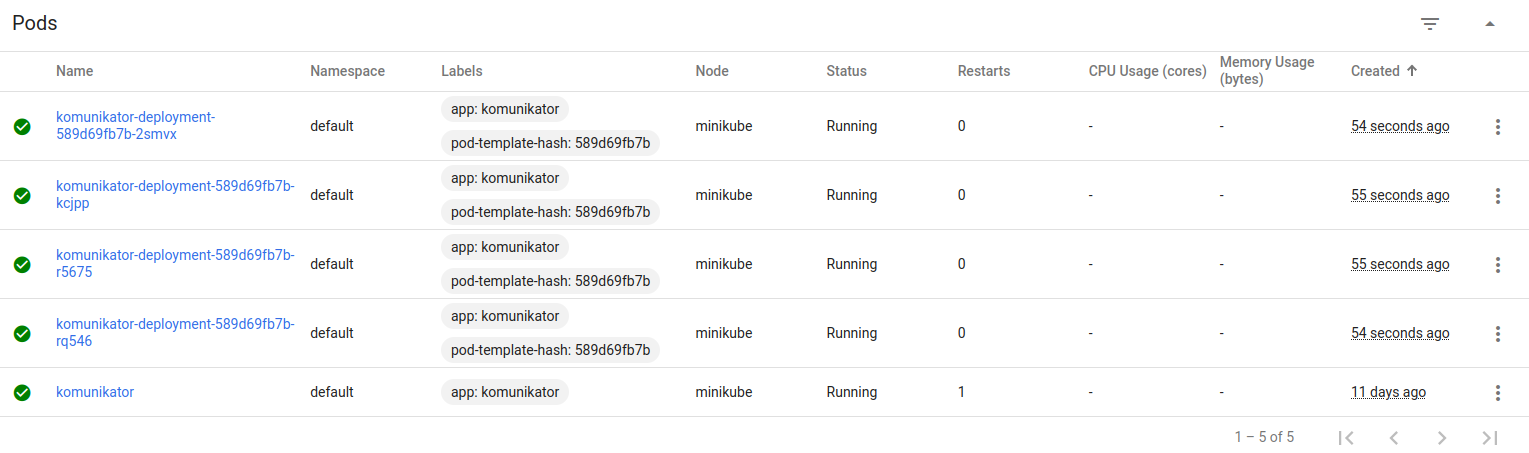 Pods
Name Namespace Labels Node Status Restarts CPU Usage (cores) Memory Usage (bytes) Created
komunikator-deployment-
589d69fb7b-2smvx
default
app: komunikator
pod-template-hash: 589d69fb7b
minikube
Running
0
-
-
54 seconds ago
komunikator-deployment-589d69fb7b-
kcjpp
default
app: komunikator
pod-template-hash: 589d69fb7b
minikube
Running
0
-
-
55 seconds ago
komunikator-deployment-589d69fb7b-
r5675
default
app: komunikator
pod-template-hash: 589d69fb7b
minikube
Running
0
-
-
55 seconds ago
komunikator-deployment-589d69fb7b-
rq546
default
app: komunikator
pod-template-hash: 589d69fb7b
minikube
Running
0
-
-
54 seconds ago
komunikator
default
app: komunikator
minikube
Running
1
-
-
11 days ago
1 – 5 of 5